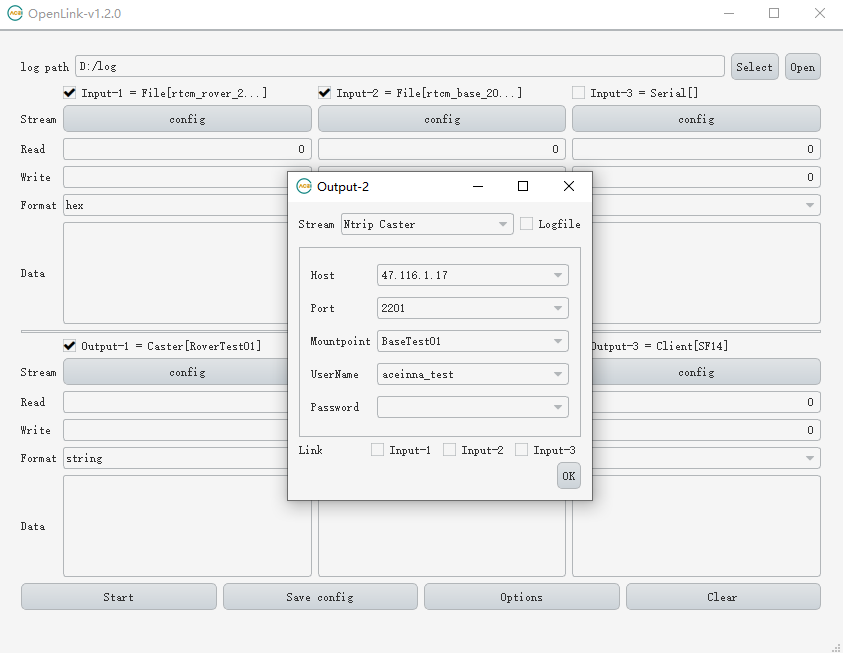 OpenLink-v1.2.0
log path D:/log Select Open
Input-1 = File[rtcm_rover_2...] Input-2 = File[rtcm_base_20...] Input-3 = Serial[]
Stream config config config
Read 0 0 0
Write 0
Format hex
Data
Output-1 = Caster[RoverTest01] Output-3 = Client[SF14]
Stream config config
Read 0
Write 0
Format string
Data
Start Save config Options Clear
Output-2
Stream Ntrip Caster Logfile
Host 47.116.1.17
Port 2201
Mountpoint BaseTest01
UserName aceinna_test
Password
Link Input-1 Input-2 Input-3
OK